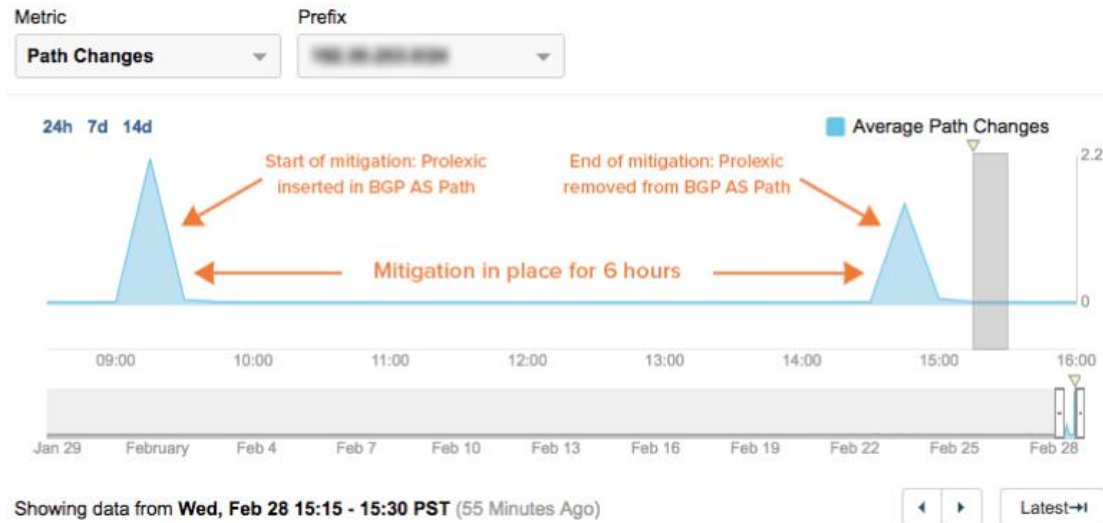 Metric
Prefix
Path Changes
24h 7d 14d
Average Path Changes
Start of mitigation: Prolexic
inserted in BGP AS Path
End of mitigation: Prolexic
removed from BGP AS Path
2.2
Mitigation in place for 6 hours
0
09:00 10:00 11:00 12:00 13:00 14:00 15:00 16:00
Jan 29 February Feb 4 Feb 7 Feb 10 Feb 13 Feb 16 Feb 19 Feb 22 Feb 25 Feb 28
Showing data from Wed, Feb 28 15:15 - 15:30 PST (55 Minutes Ago)
Latest